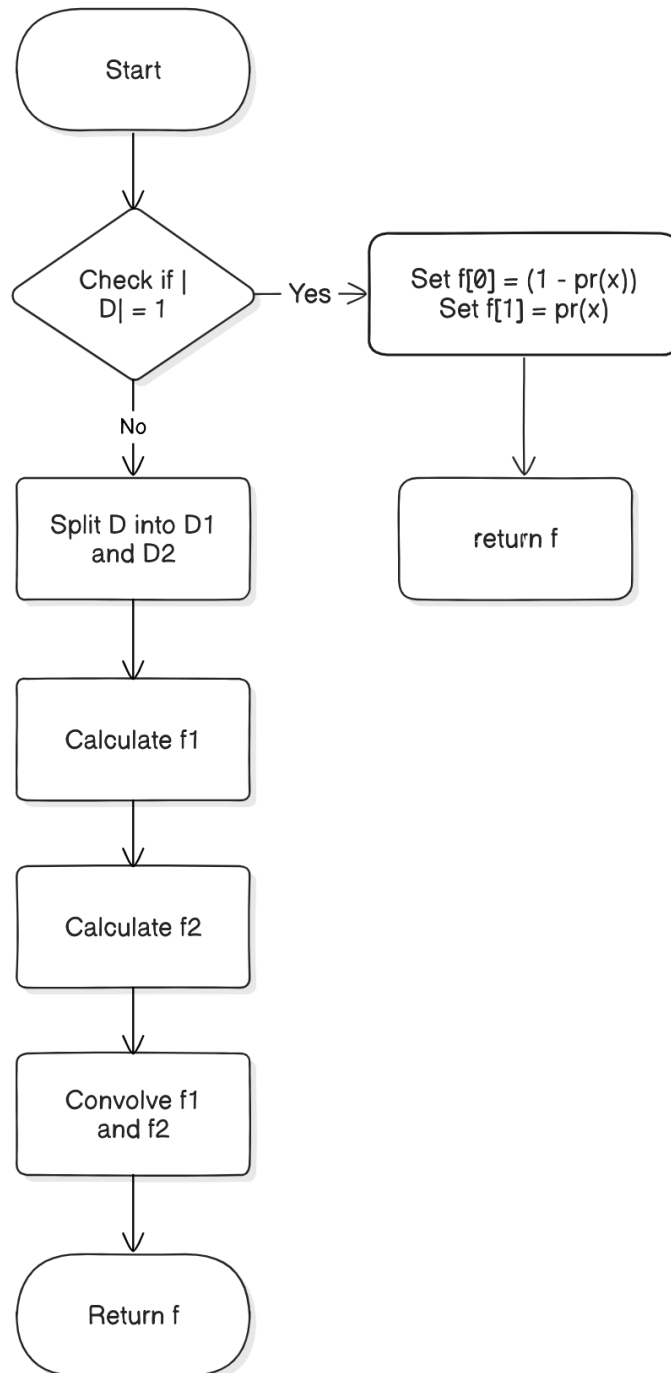 Start
Check if |
D| = 1
Yes
Set f[0] = (1 - pr(x))
Set f[1] = pr(x)
No
Split D into D1
and D2
return f
Calculate f1
Calculate f2
Convolve f1
and f2
Return f